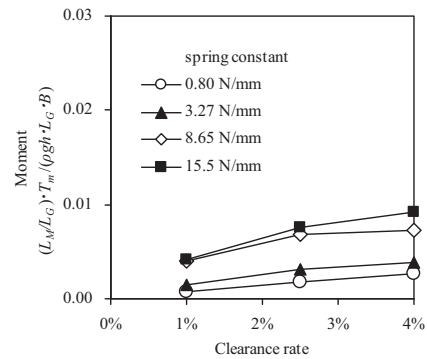 Moment
(L_M/L_G)·T_m/(ρgh·L_G·B)
0.03
0.02
0.01
0.00
spring constant
0.80 N/mm
3.27 N/mm
8.65 N/mm
15.5 N/mm
0% 1% 2% 3% 4%
Clearance rate